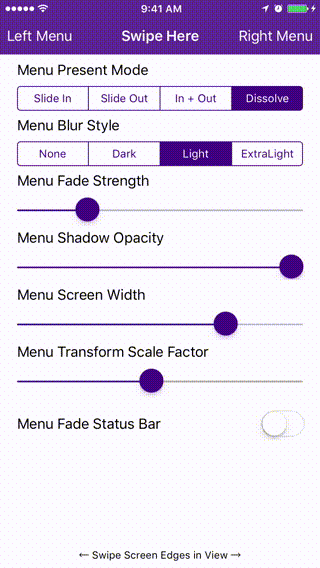 9:41 AM
Left Menu Swipe Here Right Menu
Menu Present Mode
Slide In Slide Out In + Out Dissolve
Menu Blur Style
None Dark Light ExtraLight
Menu Fade Strength
Menu Shadow Opacity
Menu Screen Width
Menu Transform Scale Factor
Menu Fade Status Bar
← Swipe Screen Edges in View →